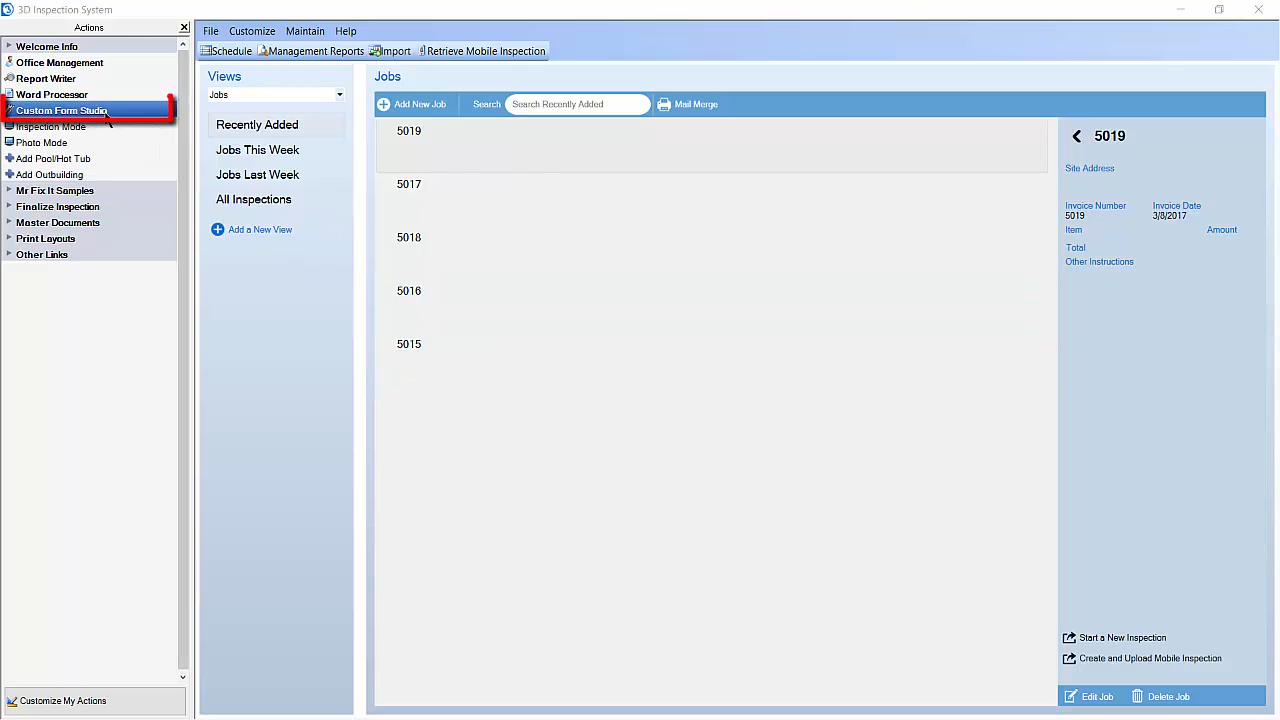 3D Inspection System
Actions
Welcome Info
Office Management
Report Writer
Word Processor
Custom Form Studio
Inspection Mode
Photo Mode
Add Pool/Hot Tub
Add Outbuilding
Mr Fix It Samples
Finalize Inspection
Master Documents
Print Layouts
Other Links
Customize My Actions
File Customize Maintain Help
Schedule Management Reports Import Retrieve Mobile Inspection
Views
Jobs
Recently Added
Jobs This Week
Jobs Last Week
All Inspections
Add a New View
Jobs
Add New Job Search Search Recently Added Mail Merge
5019
5017
5018
5016
5015
5019
Site Address
Invoice Number Invoice Date
5019 3/8/2017
Item Amount
Total
Other Instructions
Start a New Inspection
Create and Upload Mobile Inspection
Edit Job Delete Job